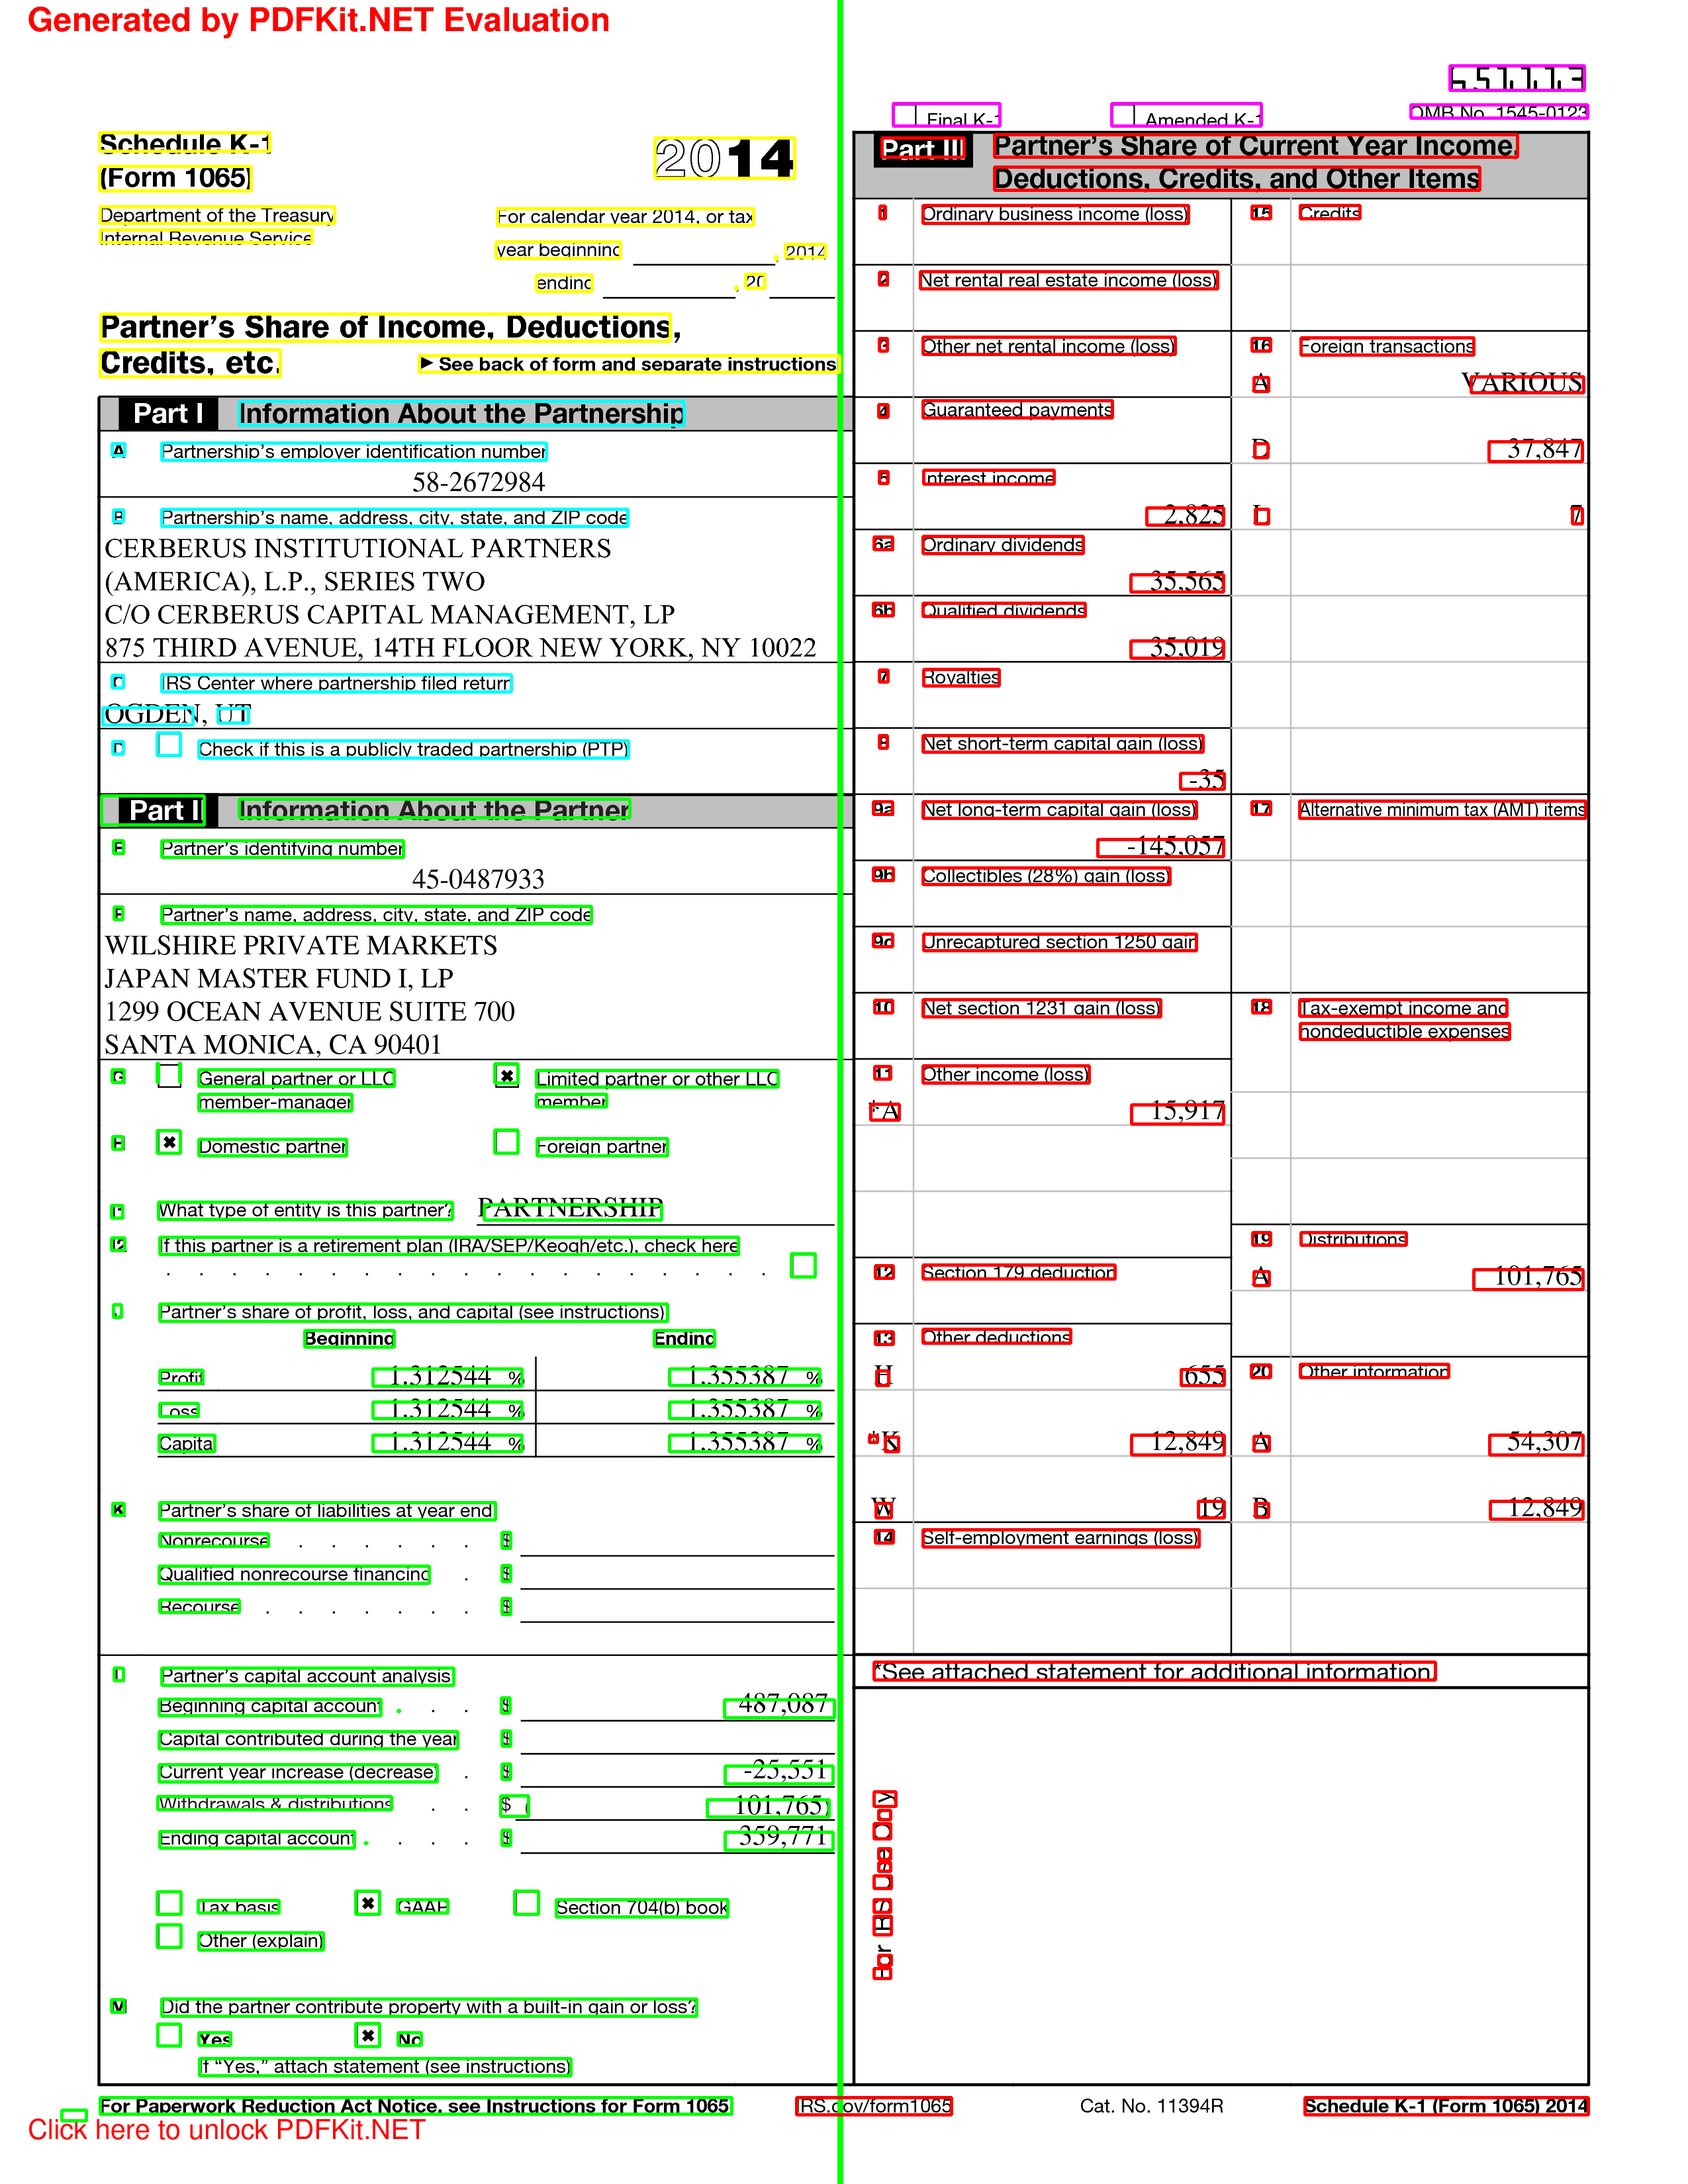 Generated by PDFKit.NET Evaluation
Schedule K-1
(Form 1065)
2014
Department of the Treasury
Internal Revenue Service
For calendar year 2014, or tax
year beginning , 2014
ending , 20
Partner's Share of Income, Deductions,
Credits, etc.
► See back of form and separate instructions.
Part I Information About the Partnership
A Partnership's employer identification number
58-2672984
B Partnership's name, address, city, state, and ZIP code
CERBERUS INSTITUTIONAL PARTNERS
(AMERICA), L.P., SERIES TWO
C/O CERBERUS CAPITAL MANAGEMENT, LP
875 THIRD AVENUE, 14TH FLOOR NEW YORK, NY 10022
C IRS Center where partnership filed return
OGDEN, UT
D Check if this is a publicly traded partnership (PTP)
Part II Information About the Partner
E Partner's identifying number
45-0487933
F Partner's name, address, city, state, and ZIP code
WILSHIRE PRIVATE MARKETS
JAPAN MASTER FUND I, LP
1299 OCEAN AVENUE SUITE 700
SANTA MONICA, CA 90401
G General partner or LLC ✖ Limited partner or other LLC
member-manager member
H ✖ Domestic partner Foreign partner
I1 What type of entity is this partner? PARTNERSHIP
I2 If this partner is a retirement plan (IRA/SEP/Keogh/etc.), check here
. . . . . . . . . . . . . . . . . . .
J Partner's share of profit, loss, and capital (see instructions)
Beginning Ending
Profit 1.312544 % 1.355387 %
Loss 1.312544 % 1.355387 %
Capital 1.312544 % 1.355387 %
K Partner's share of liabilities at year end:
Nonrecourse . . . . . . $
Qualified nonrecourse financing . $
Recourse . . . . . . . $
L Partner's capital account analysis:
Beginning capital account . . . $ 487,087
Capital contributed during the year $
Current year increase (decrease) . $ -25,551
Withdrawals & distributions . . $ ( 101,765)
Ending capital account . . . . $ 359,771
Tax basis ✖ GAAP Section 704(b) book
Other (explain)
M Did the partner contribute property with a built-in gain or loss?
Yes ✖ No
If "Yes," attach statement (see instructions)
651113
Final K-1 Amended K-1 OMB No. 1545-0123
Part III Partner's Share of Current Year Income,
Deductions, Credits, and Other Items
1 Ordinary business income (loss)
2 Net rental real estate income (loss)
3 Other net rental income (loss)
4 Guaranteed payments
5 Interest income
2,825
6a Ordinary dividends
35,565
6b Qualified dividends
35,019
7 Royalties
8 Net short-term capital gain (loss)
-35
9a Net long-term capital gain (loss)
-145,057
9b Collectibles (28%) gain (loss)
9c Unrecaptured section 1250 gain
10 Net section 1231 gain (loss)
11 Other income (loss)
*A 15,917
12 Section 179 deduction
13 Other deductions
H 655
*K 12,849
W 19
14 Self-employment earnings (loss)
15 Credits
16 Foreign transactions
A VARIOUS
D 37,847
L 7
17 Alternative minimum tax (AMT) items
18 Tax-exempt income and
nondeductible expenses
19 Distributions
A 101,765
20 Other information
A 54,307
B 12,849
*See attached statement for additional information.
For IRS Use Only
For Paperwork Reduction Act Notice, see Instructions for Form 1065. IRS.gov/form1065 Cat. No. 11394R Schedule K-1 (Form 1065) 2014
Click here to unlock PDFKit.NET